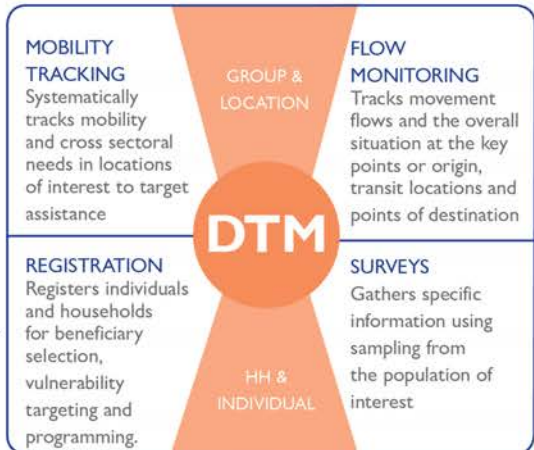 MOBILITY
TRACKING
Systematically
tracks mobility
and cross sectoral
needs in locations
of interest to target
assistance
GROUP &
LOCATION
FLOW
MONITORING
Tracks movement
flows and the overall
situation at the key
points or origin,
transit locations and
points of destination
DTM
REGISTRATION
Registers individuals
and households
for beneficiary
selection,
vulnerability
targeting and
programming.
HH &
INDIVIDUAL
SURVEYS
Gathers specific
information using
sampling from
the population of
interest